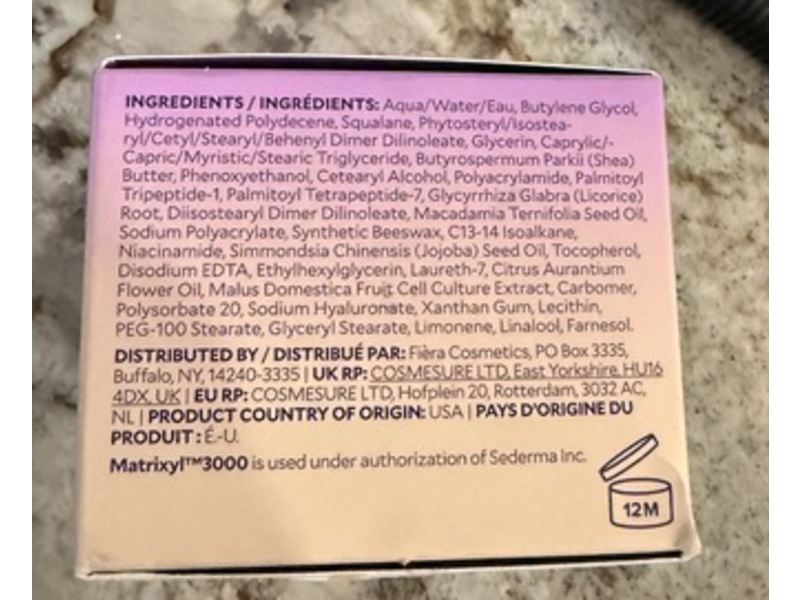 INGREDIENTS / INGRÉDIENTS: Aqua/Water/Eau, Butylene Glycol,
Hydrogenated Polydecene, Squalane, Phytosteryl/Isostea-
ryl/Cetyl/Stearyl/Behenyl Dimer Dilinoleate, Glycerin, Caprylic/-
Capric/Myristic/Stearic Triglyceride, Butyrospermum Parkii (Shea)
Butter, Phenoxyethanol, Cetearyl Alcohol, Polyacrylamide, Palmitoyl
Tripeptide-1, Palmitoyl Tetrapeptide-7, Glycyrrhiza Glabra (Licorice)
Root, Diisostearyl Dimer Dilinoleate, Macadamia Ternifolia Seed Oil,
Sodium Polyacrylate, Synthetic Beeswax, C13-14 Isoalkane,
Niacinamide, Simmondsia Chinensis (Jojoba) Seed Oil, Tocopherol,
Disodium EDTA, Ethylhexylglycerin, Laureth-7, Citrus Aurantium
Flower Oil, Malus Domestica Fruit Cell Culture Extract, Carbomer,
Polysorbate 20, Sodium Hyaluronate, Xanthan Gum, Lecithin,
PEG-100 Stearate, Glyceryl Stearate, Limonene, Linalool, Farnesol.
DISTRIBUTED BY / DISTRIBUÉ PAR: Fièra Cosmetics, PO Box 3335,
Buffalo, NY, 14240-3335 | UK RP: COSMESURE LTD, East Yorkshire, HU16
4DX, UK | EU RP: COSMESURE LTD, Hofplein 20, Rotterdam, 3032 AC,
NL | PRODUCT COUNTRY OF ORIGIN: USA | PAYS D'ORIGINE DU
PRODUIT : É.-U.
Matrixyl™3000 is used under authorization of Sederma Inc.
12M